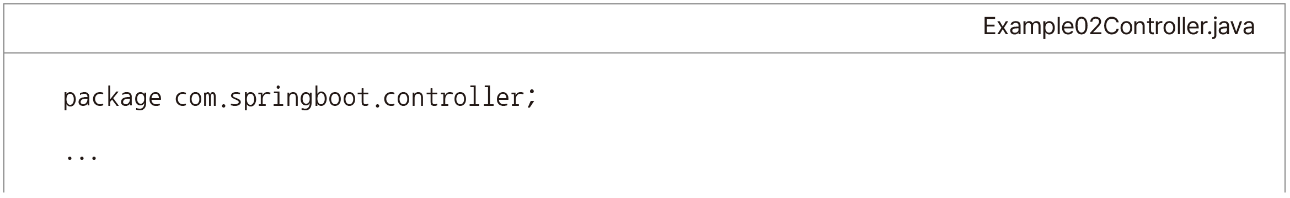 Example02Controller.java
package com.springboot.controller;
...